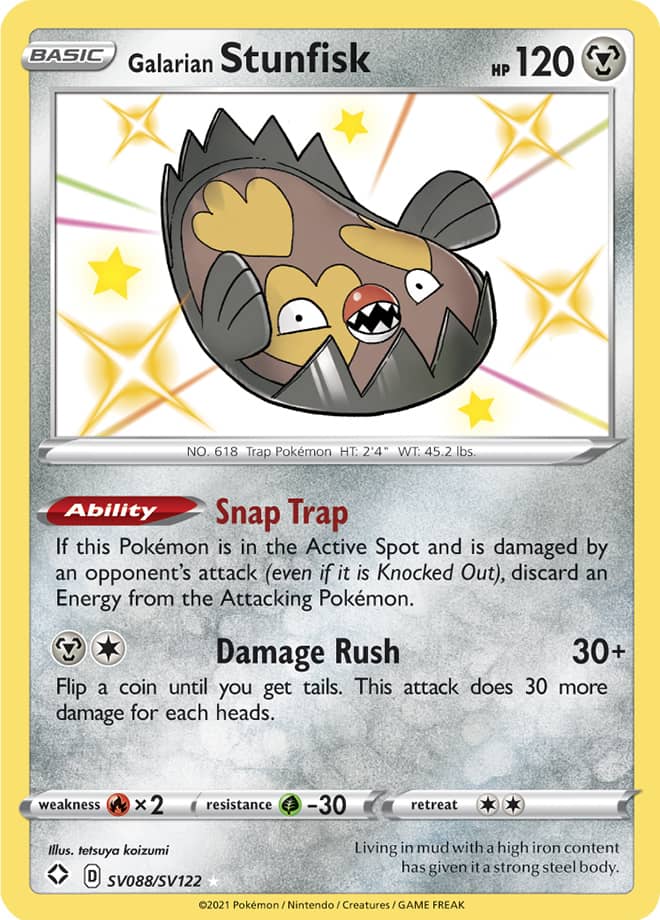 BASIC Galarian Stunfisk HP 120
NO. 618 Trap Pokémon HT: 2'4" WT: 45.2 lbs.
Ability Snap Trap
If this Pokémon is in the Active Spot and is damaged by
an opponent's attack (even if it is Knocked Out), discard an
Energy from the Attacking Pokémon.
Damage Rush 30+
Flip a coin until you get tails. This attack does 30 more
damage for each heads.
weakness ×2 resistance -30 retreat
Illus. tetsuya koizumi
Living in mud with a high iron content
has given it a strong steel body.
D SV088/SV122
©2021 Pokémon / Nintendo / Creatures / GAME FREAK